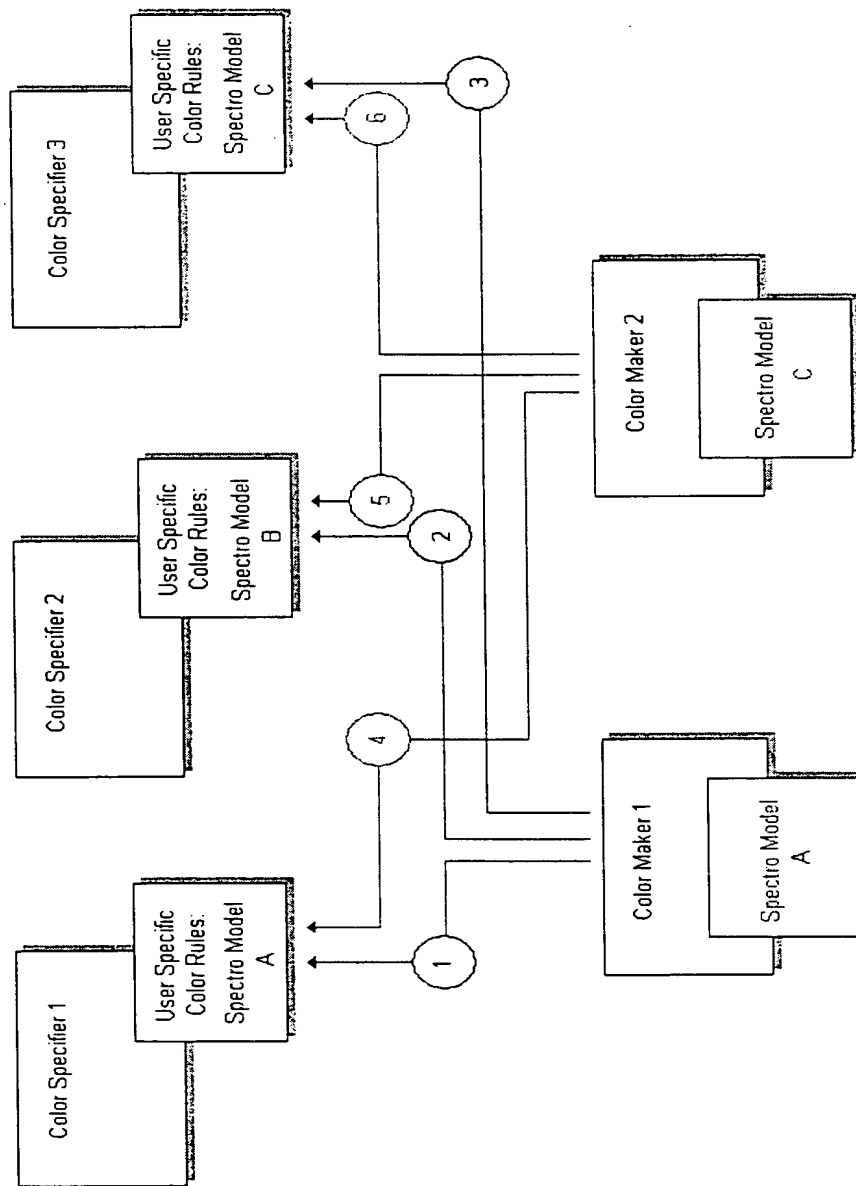 Color Specifier 1
User Specific
Color Rules:
Spectro Model
A
Color Specifier 2
User Specific
Color Rules:
Spectro Model
B
Color Specifier 3
User Specific
Color Rules:
Spectro Model
C
1
4
2
5
6
3
Color Maker 1
Spectro Model
A
Color Maker 2
Spectro Model
C